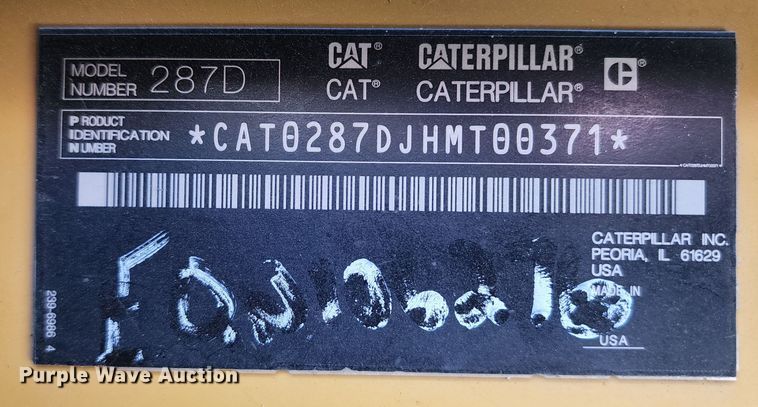 CAT® CATERPILLAR®
CAT® CATERPILLAR®
MODEL NUMBER 287D
PRODUCT IDENTIFICATION NUMBER *CAT0287DJHMT00371*
CATERPILLAR INC.
PEORIA, IL 61629
USA
MADE IN
USA
239-6986 4
Purple Wave Auction